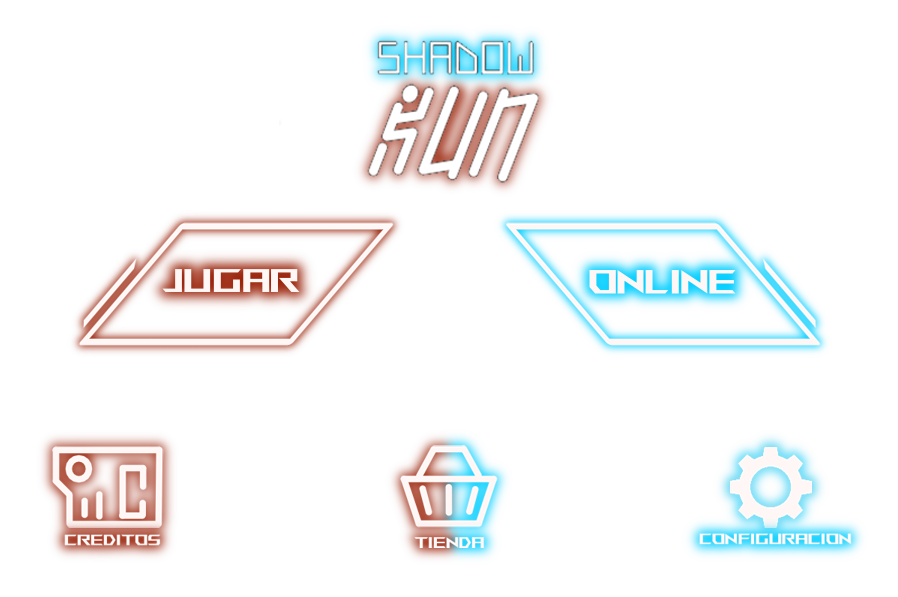 SHADOW
RUN
JUGAR
ONLINE
CREDITOS
TIENDA
CONFIGURACION